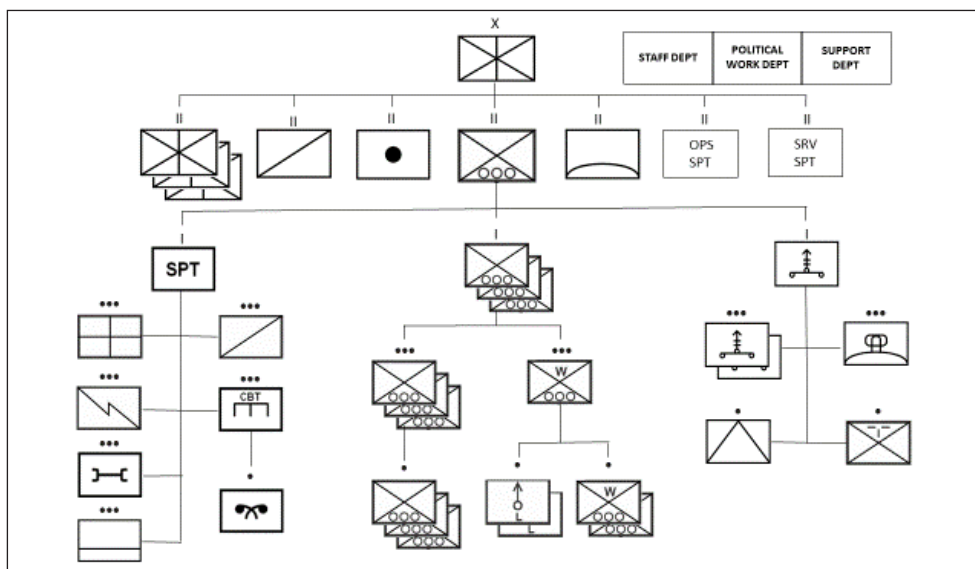 X
STAFF DEPT
POLITICAL
WORK DEPT
SUPPORT
DEPT
II
II
II
II
II
II
II
OPS
SPT
SRV
SPT
I
I
I
SPT
CBT
W
L
L
W